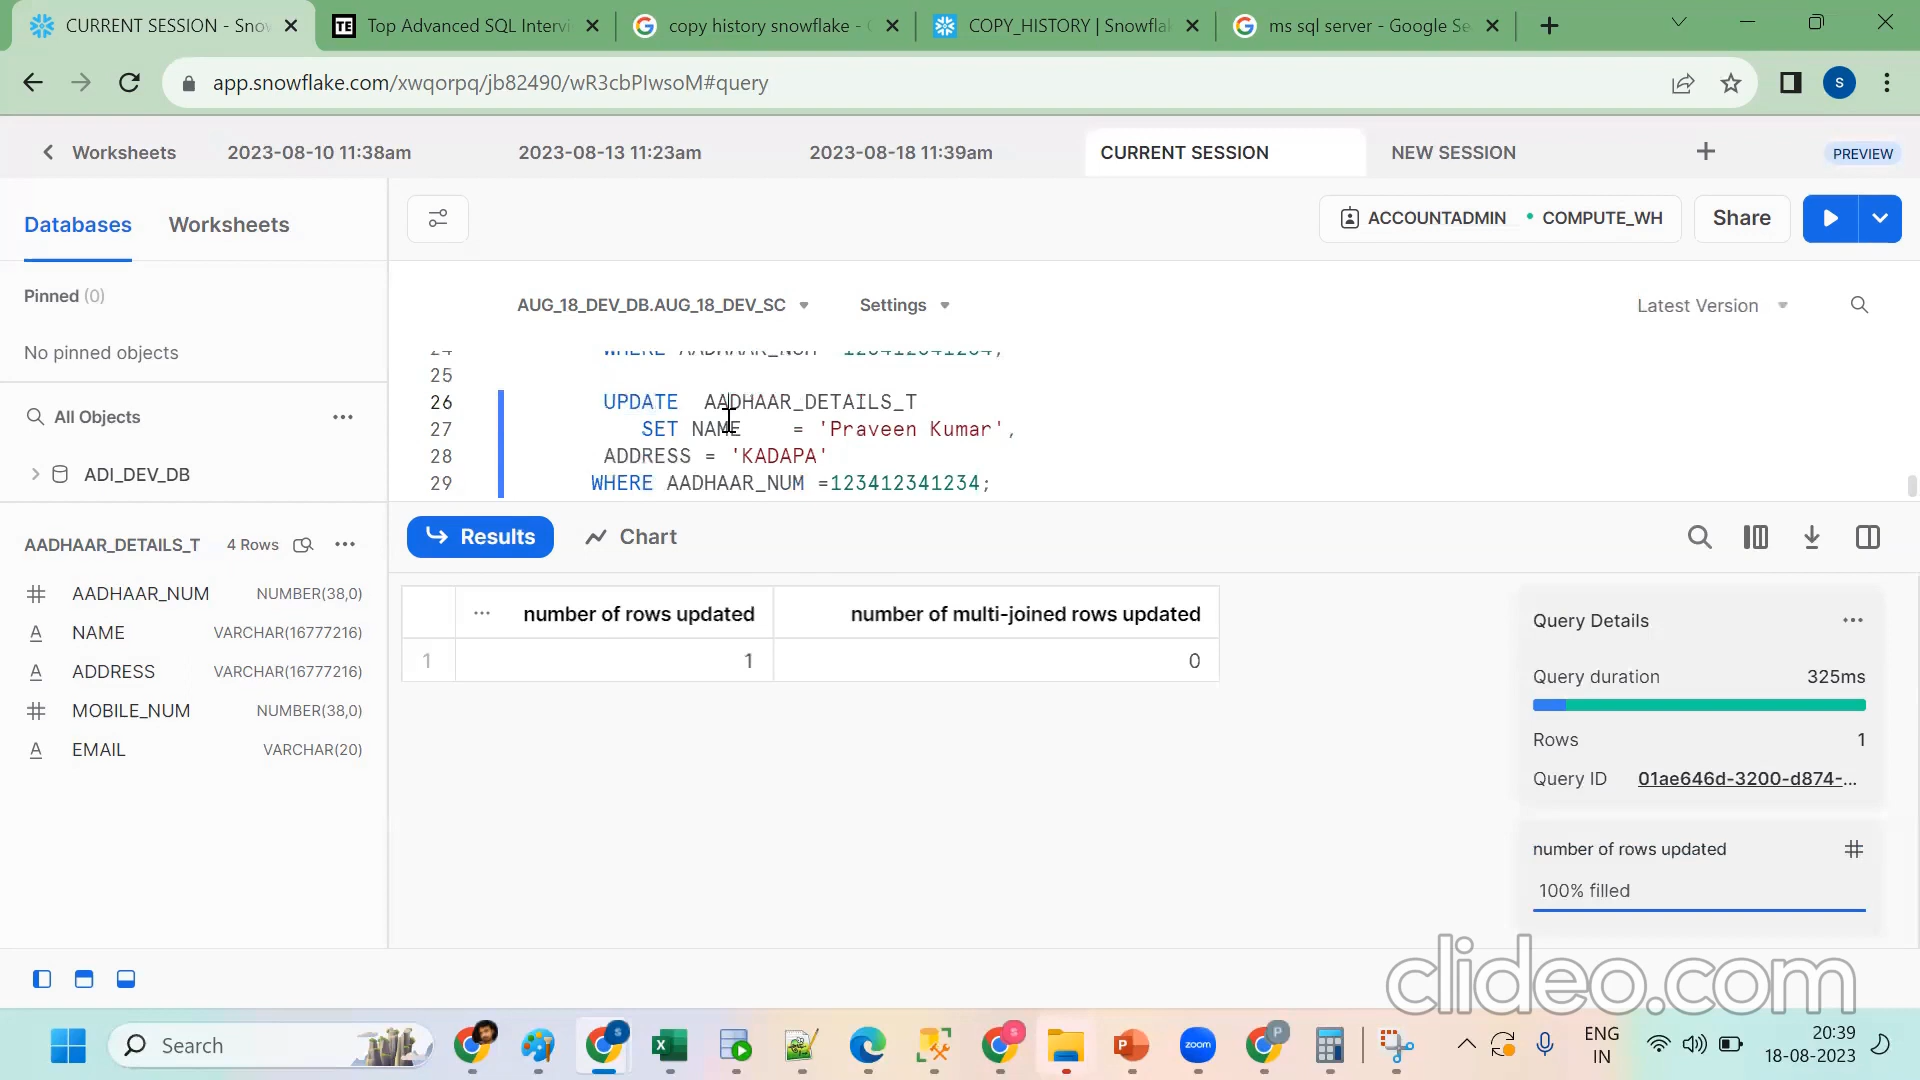 CURRENT SESSION - Snow
Top Advanced SQL Intervi
copy history snowflake -
COPY_HISTORY | Snowflak
ms sql server - Google Se
app.snowflake.com/xwqorpq/jb82490/wR3cbPIwsoM#query
S
Worksheets
2023-08-10 11:38am
2023-08-13 11:23am
2023-08-18 11:39am
CURRENT SESSION
NEW SESSION
PREVIEW
Databases
Worksheets
ACCOUNTADMIN
COMPUTE_WH
Share
Pinned (0)
No pinned objects
AUG_18_DEV_DB.AUG_18_DEV_SC
Settings
Latest Version
All Objects
ADI_DEV_DB
24 WHERE AADHAAR_NUM =123412341234;
25
26 UPDATE AADHAAR_DETAILS_T
27 SET NAME = 'Praveen Kumar',
28 ADDRESS = 'KADAPA'
29 WHERE AADHAAR_NUM =123412341234;
AADHAAR_DETAILS_T 4 Rows
AADHAAR_NUM NUMBER(38,0)
NAME VARCHAR(16777216)
ADDRESS VARCHAR(16777216)
MOBILE_NUM NUMBER(38,0)
EMAIL VARCHAR(20)
Results
Chart
number of rows updated
number of multi-joined rows updated
1 1 0
Query Details
Query duration 325ms
Rows 1
Query ID 01ae646d-3200-d874-...
number of rows updated
100% filled
clideo.com
Search
zoom
ENG
IN
20:39
18-08-2023